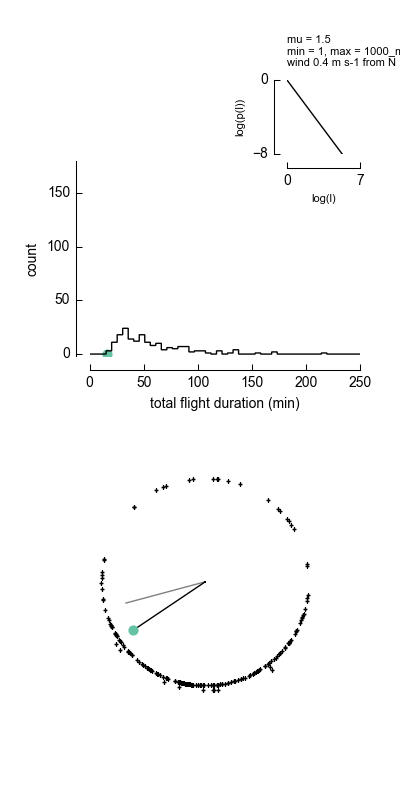 mu = 1.5
min = 1, max = 1000_m
wind 0.4 m s-1 from N
0
log(p(l))
−8
0
7
log(l)
150
100
50
0
count
0
50
100
150
200
250
total flight duration (min)